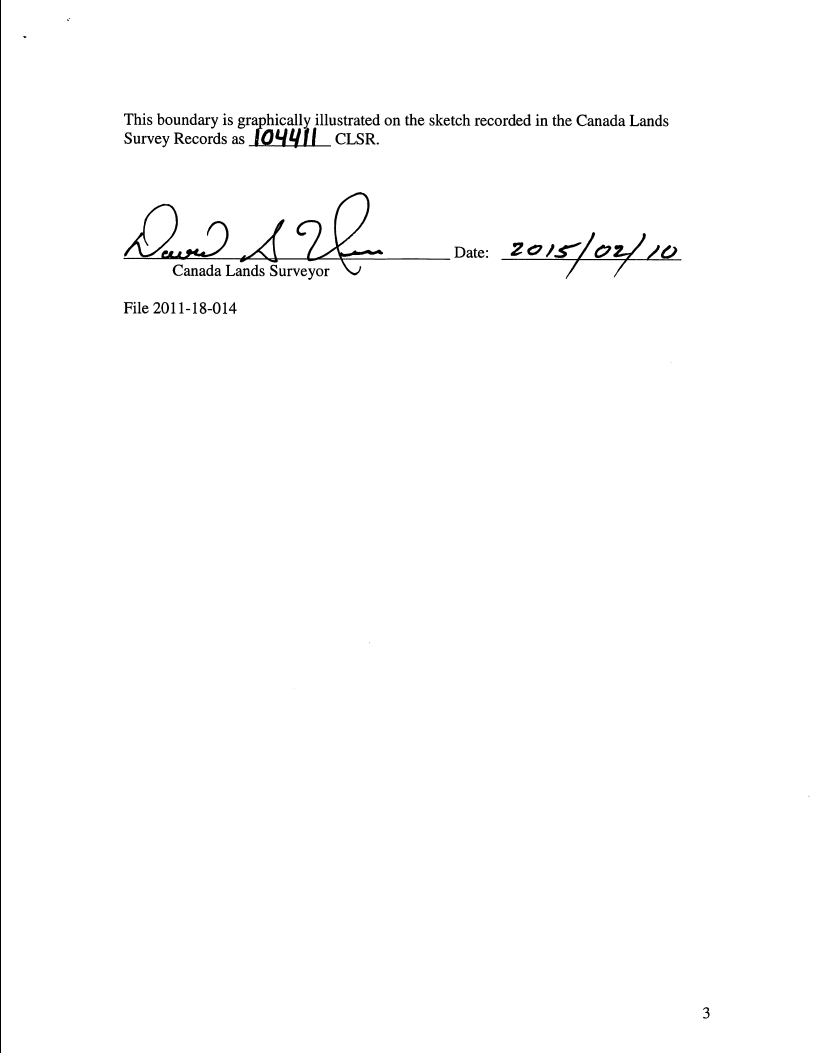 This boundary is graphically illustrated on the sketch recorded in the Canada Lands
Survey Records as 104411 CLSR.
Date: 2015/02/10
Canada Lands Surveyor
File 2011-18-014
3